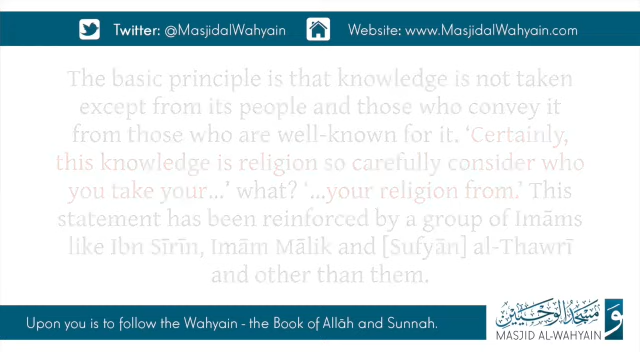 Twitter: @MasjidalWahyain Website: www.MasjidalWahyain.com
The basic principle is that knowledge is not taken
except from its people and those who convey it
from those who are well-known for it. ‘Certainly,
this knowledge is religion so carefully consider who
you take your...’ what? ‘...your religion from.’ This
statement has been reinforced by a group of Imāms
like Ibn Sīrīn, Imām Mālik and [Sufyān] al-Thawrī
and other than them.
Upon you is to follow the Wahyain - the Book of Allāh and Sunnah.
مسجد الوحيين
MASJID AL-WAHYAIN